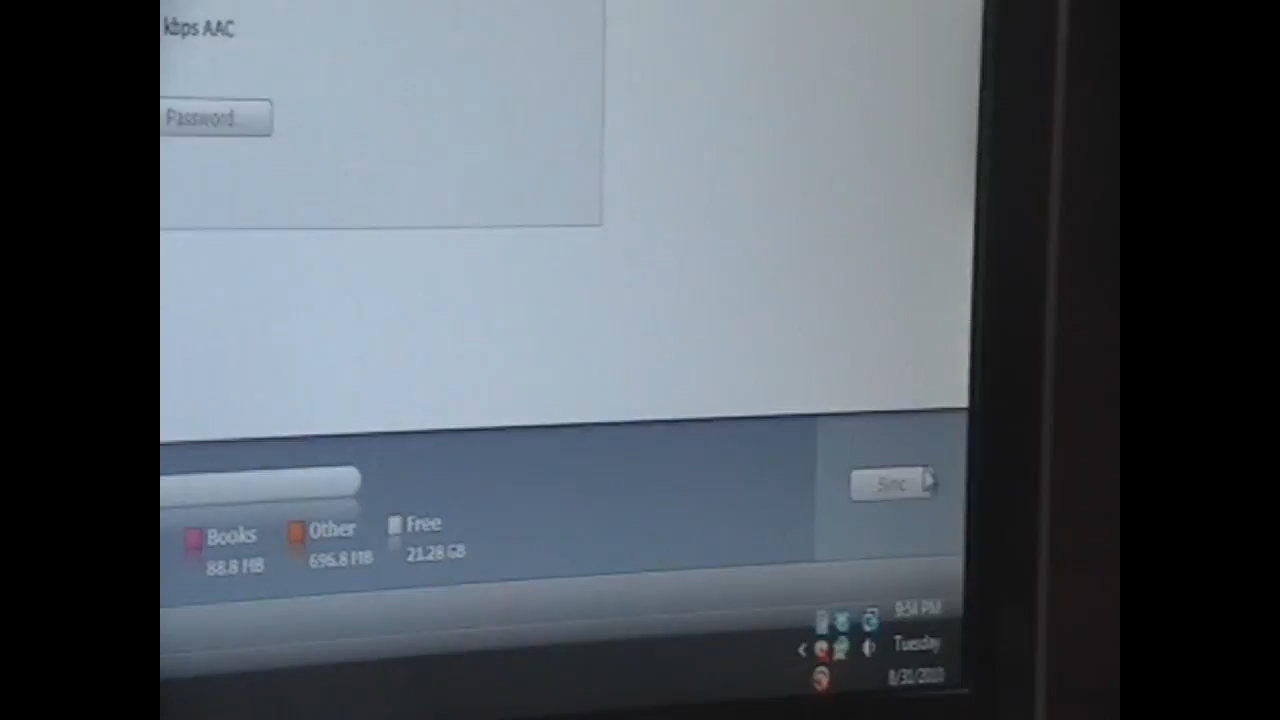 kbps AAC
Password
Sync
Books
Other
Free
88.8 MB
696.8 MB
21.28 GB
9:54 PM
Tuesday
8/31/2010